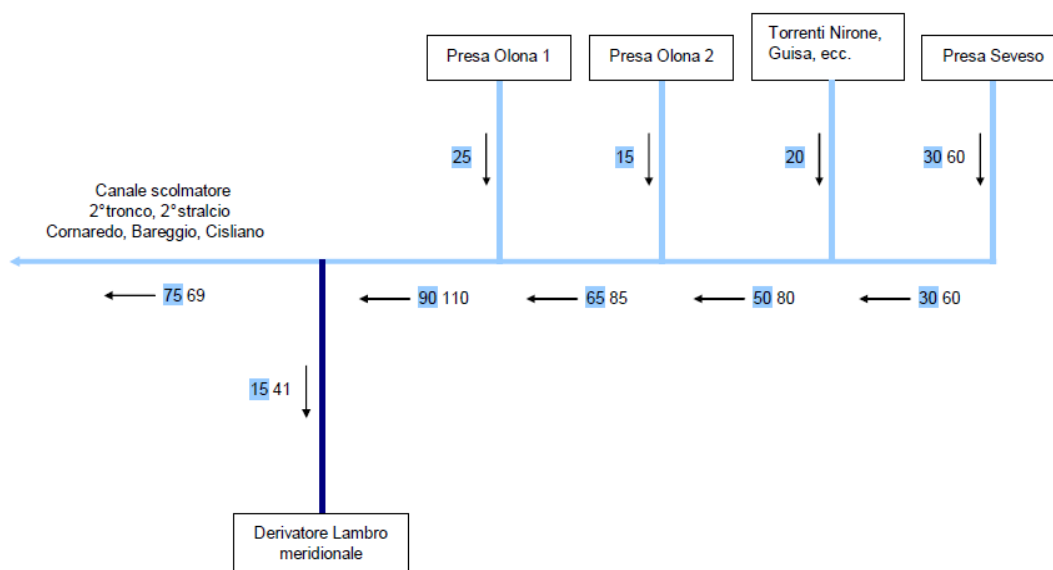 Presa Olona 1
Presa Olona 2
Torrenti Nirone,
Guisa, ecc.
Presa Seveso
25
15
20
30 60
Canale scolmatore
2°tronco, 2°stralcio
Cornaredo, Bareggio, Cisliano
75 69
90 110
65 85
50 80
30 60
15 41
Derivatore Lambro
meridionale